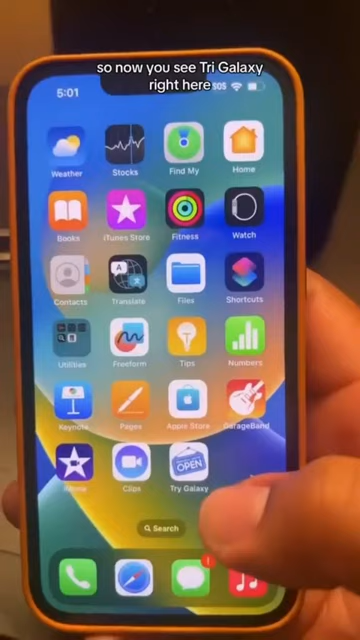 so now you see Tri Galaxy
right here
5:01
SOS
Weather
Stocks
Find My
Home
Books
iTunes Store
Fitness
Watch
Contacts
Translate
Files
Shortcuts
Utilities
Freeform
Tips
Numbers
Keynote
Pages
Apple Store
GarageBand
iMovie
Clips
OPEN
Try Galaxy
Search
1